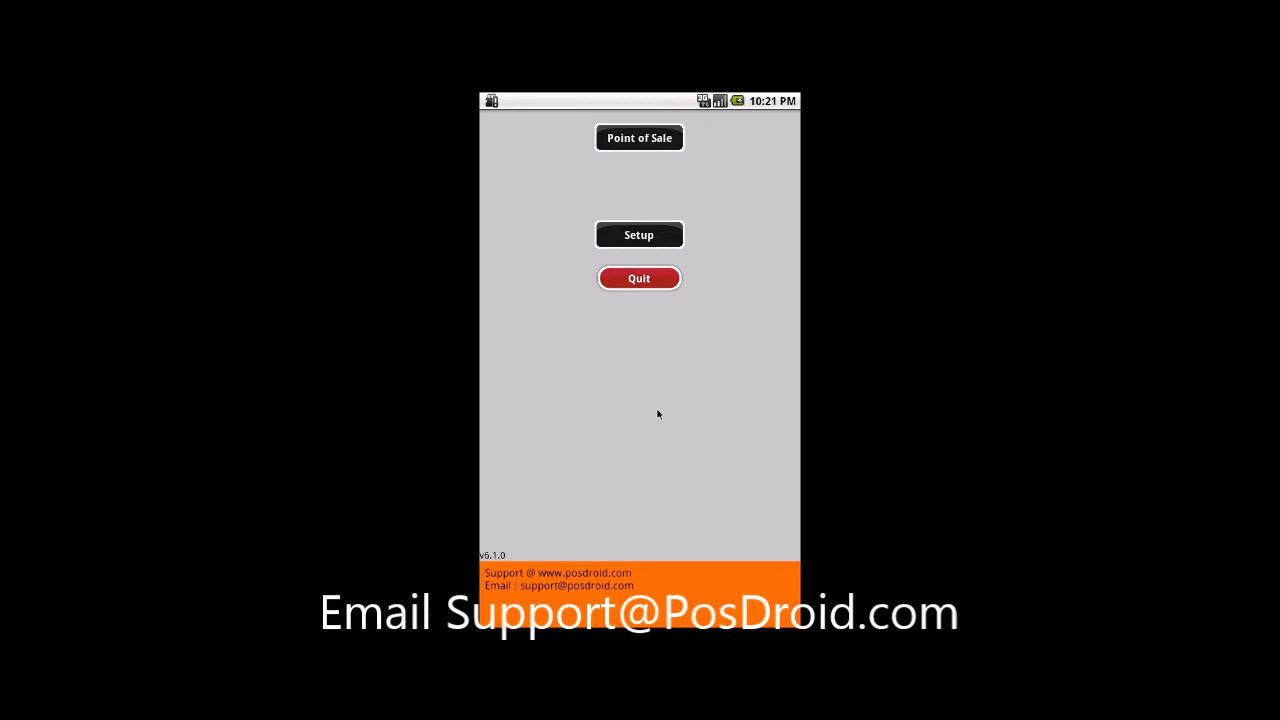 10:21 PM
Point of Sale
Setup
Quit
v6.1.0
Support @ www.posdroid.com
Email : support@posdroid.com
Email Support@PosDroid.com